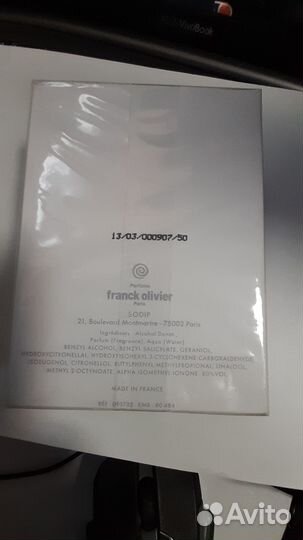 VivoBook
13/03/000907/50
Parfums
franck olivier
Paris
SODIP
21, Boulevard Montmartre - 75002 Paris
Ingrédients : Alcohol Denat.
Parfum (Fragrance), Aqua (Water)
BENZYL ALCOHOL, BENZYL SALICYLATE, GERANIOL,
HYDROXYCITRONELLAL, HYDROXYISOHEXYL 3-CYCLOHEXENE CARBOXALDEHYDE,
ISOEUGENOL, CITRONELLOL, BUTYLPHENYL METHYLPROPIONAL, LINALOOL,
METHYL 2-OCTYNOATE, ALPHA ISOMETHYL IONONE. 80%VOL.
MADE IN FRANCE
Avito